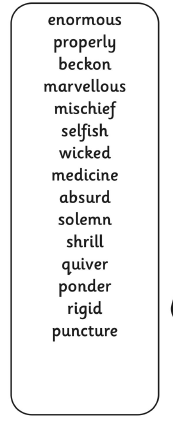 enormous
properly
beckon
marvellous
mischief
selfish
wicked
medicine
absurd
solemn
shrill
quiver
ponder
rigid
puncture